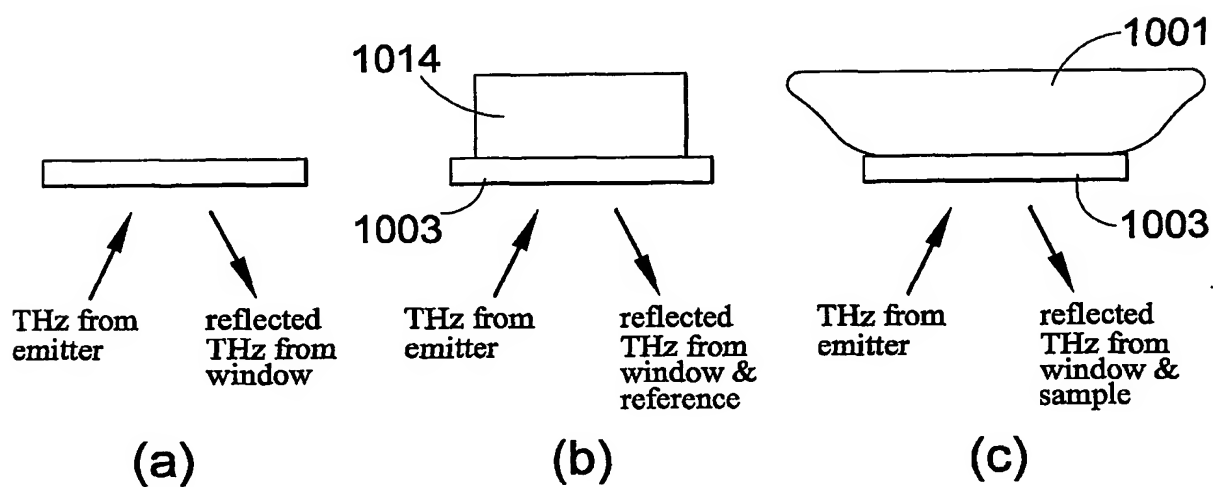 1014
1001
1003
1003
THz from
emitter
reflected
THz from
window
THz from
emitter
reflected
THz from
window &
reference
THz from
emitter
reflected
THz from
window &
sample
(a)
(b)
(c)